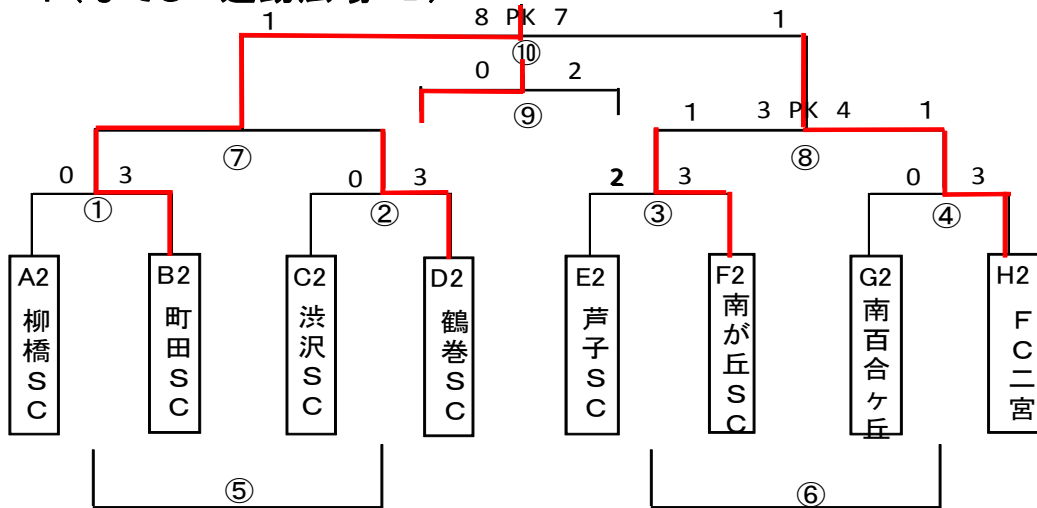 1 8 PK 7 1
⑩
0 2
⑨
1 3 PK 4 1
⑦ ⑧
0 3 0 3 2 3 0 3
① ② ③ ④
A2 B2 C2 D2 E2 F2 G2 H2
柳橋SC
町田SC
渋沢SC
鶴巻SC
芦子SC
南が丘SC
南百合ヶ丘
FC二宮
⑤ ⑥